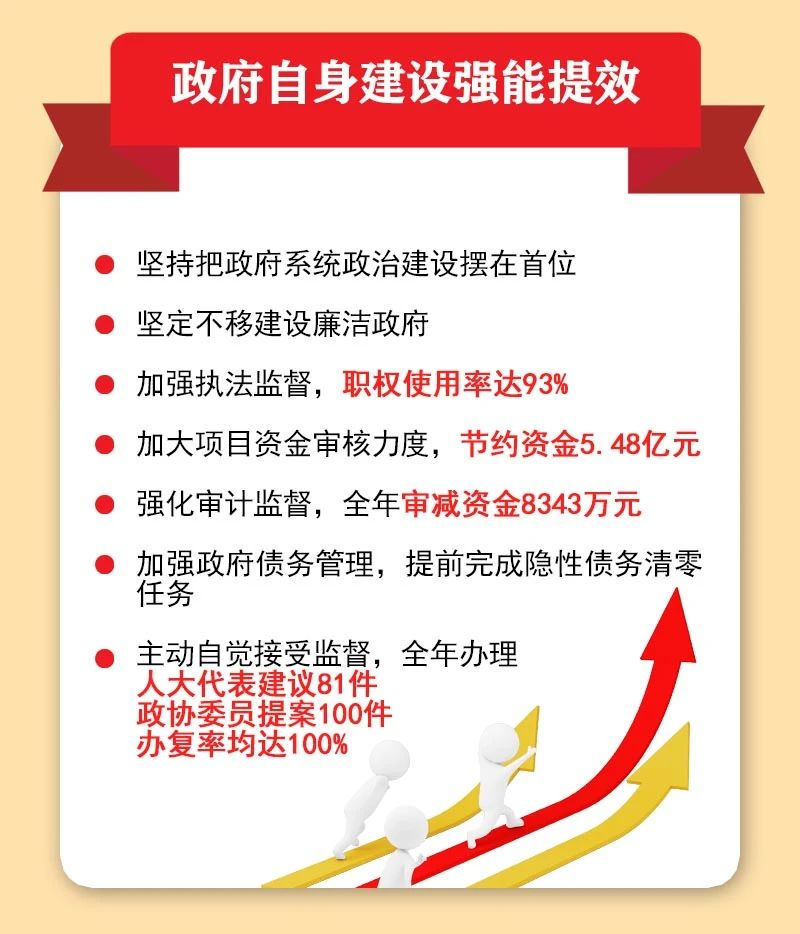 政府自身建设强能提效
坚持把政府系统政治建设摆在首位
坚定不移建设廉洁政府
加强执法监督，职权使用率达93%
加大项目资金审核力度，节约资金5.48亿元
强化审计监督，全年审减资金8343万元
加强政府债务管理，提前完成隐性债务清零
任务
主动自觉接受监督，全年办理
人大代表建议81件
政协委员提案100件
办复率均达100%